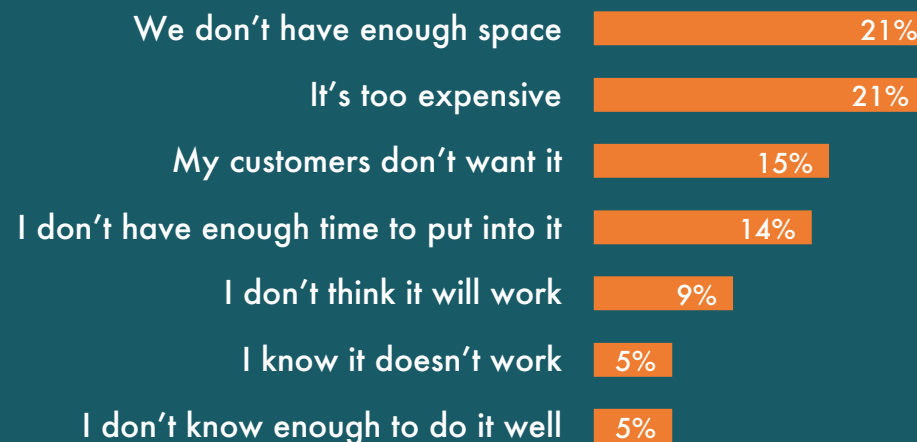 We don’t have enough space 21%
It’s too expensive 21%
My customers don’t want it 15%
I don’t have enough time to put into it 14%
I don’t think it will work 9%
I know it doesn’t work 5%
I don’t know enough to do it well 5%